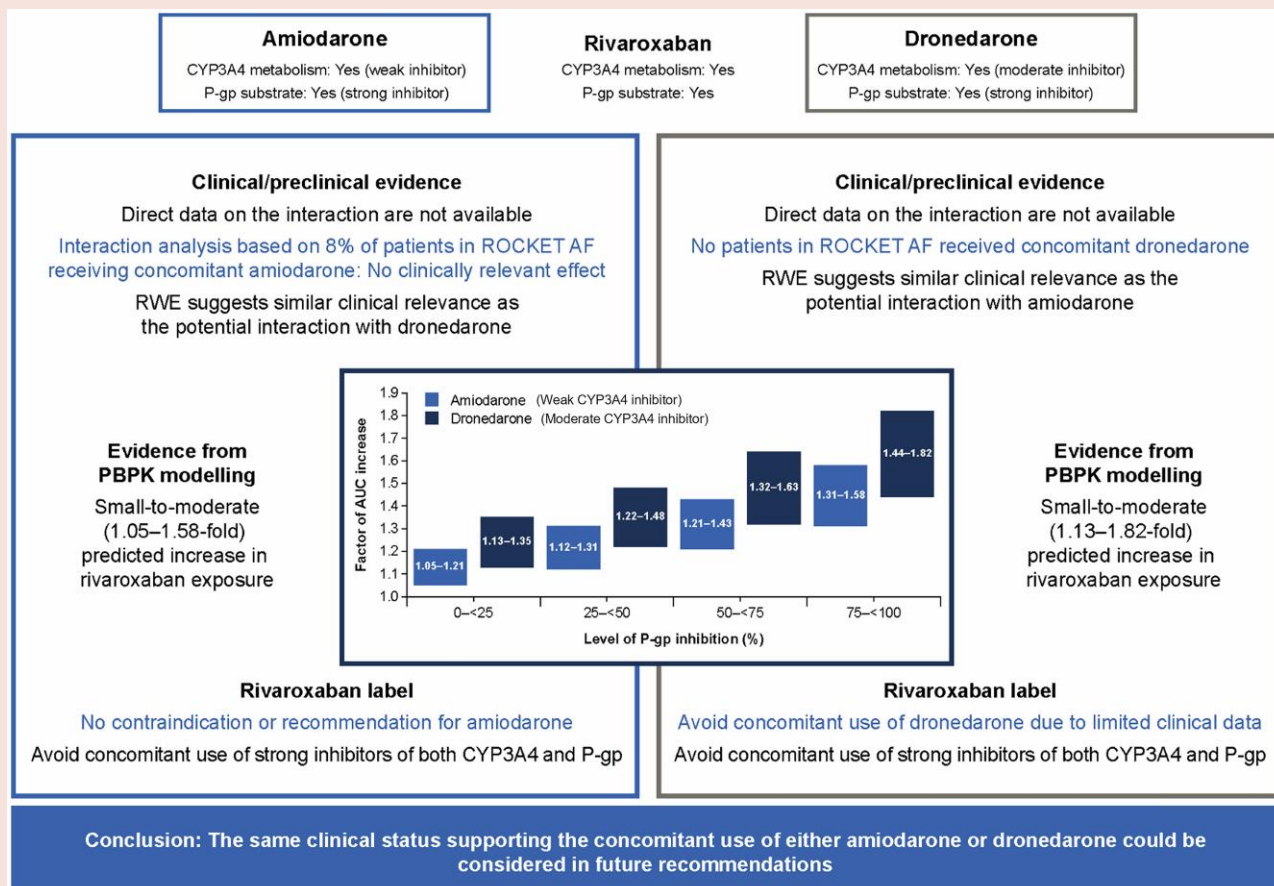 Amiodarone
CYP3A4 metabolism: Yes (weak inhibitor)
P-gp substrate: Yes (strong inhibitor)
Rivaroxaban
CYP3A4 metabolism: Yes
P-gp substrate: Yes
Dronedarone
CYP3A4 metabolism: Yes (moderate inhibitor)
P-gp substrate: Yes (strong inhibitor)
Clinical/preclinical evidence
Direct data on the interaction are not available
Interaction analysis based on 8% of patients in ROCKET AF
receiving concomitant amiodarone: No clinically relevant effect
RWE suggests similar clinical relevance as
the potential interaction with dronedarone
Clinical/preclinical evidence
Direct data on the interaction are not available
No patients in ROCKET AF received concomitant dronedarone
RWE suggests similar clinical relevance as the
potential interaction with amiodarone
Evidence from
PBPK modelling
Small-to-moderate
(1.05–1.58-fold)
predicted increase in
rivaroxaban exposure
Factor of AUC increase
1.9
1.8
1.7
1.6
1.5
1.4
1.3
1.2
1.1
1.0
Amiodarone (Weak CYP3A4 inhibitor)
Dronedarone (Moderate CYP3A4 inhibitor)
1.05–1.21
1.13–1.35
1.12–1.31
1.22–1.48
1.21–1.43
1.32–1.63
1.31–1.58
1.44–1.82
0–<25
25–<50
50–<75
75–<100
Level of P-gp inhibition (%)
Evidence from
PBPK modelling
Small-to-moderate
(1.13–1.82-fold)
predicted increase in
rivaroxaban exposure
Rivaroxaban label
No contraindication or recommendation for amiodarone
Avoid concomitant use of strong inhibitors of both CYP3A4 and P-gp
Rivaroxaban label
Avoid concomitant use of dronedarone due to limited clinical data
Avoid concomitant use of strong inhibitors of both CYP3A4 and P-gp
Conclusion: The same clinical status supporting the concomitant use of either amiodarone or dronedarone could be
considered in future recommendations